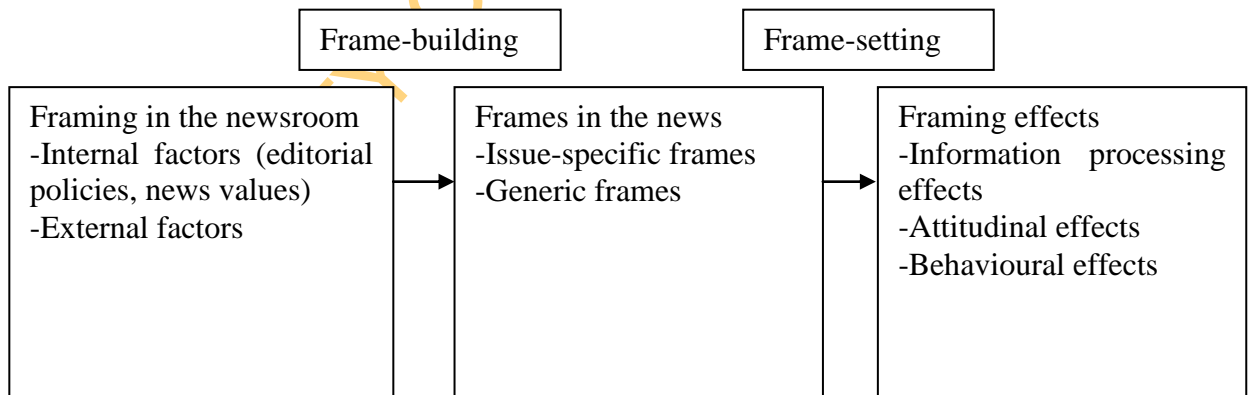 Frame-building
Frame-setting
Framing in the newsroom
-Internal factors (editorial
policies, news values)
-External factors
Frames in the news
-Issue-specific frames
-Generic frames
Framing effects
-Information processing
effects
-Attitudinal effects
-Behavioural effects